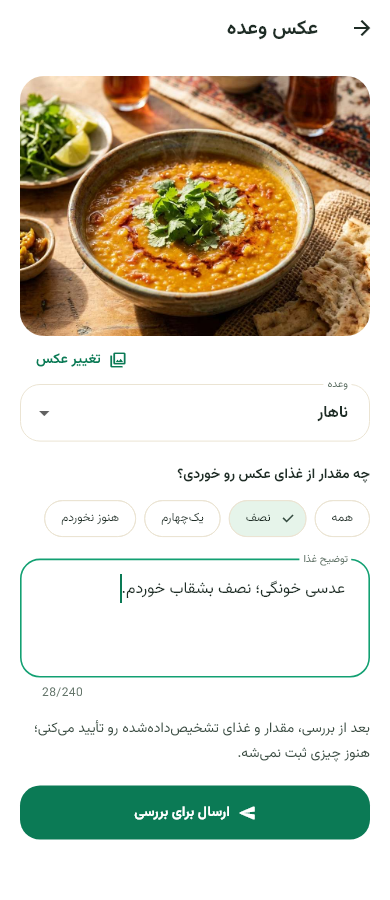 عکس وعده
تغییر عکس
وعده
ناهار
چه مقدار از غذای عکس رو خوردی؟
همه
نصف
یک‌چهارم
هنوز نخوردم
توضیح غذا
عدسی خونگی؛ نصف بشقاب خوردم.
28/240
بعد از بررسی، مقدار و غذای تشخیص‌داده‌شده رو تأیید می‌کنی؛
هنوز چیزی ثبت نمی‌شه.
ارسال برای بررسی